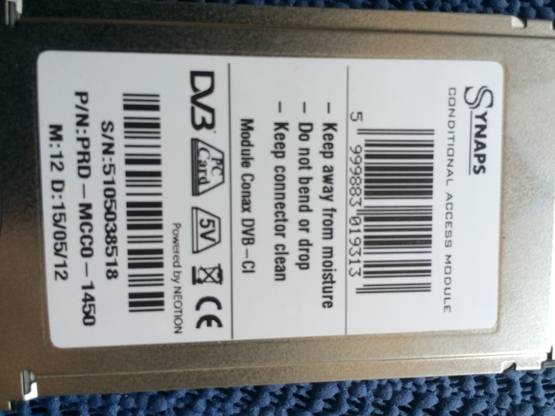 SYNAPS
CONDITIONAL ACCESS MODULE
5 999883 019313
– Keep away from moisture
– Do not bend or drop
– Keep connector clean
Module Conax DVB–CI
DVB PC Card 5V CE
Powered by NEOTION
S/N:5105038518
P/N:PRD–MCC0–1450
M:12 D:15/05/12